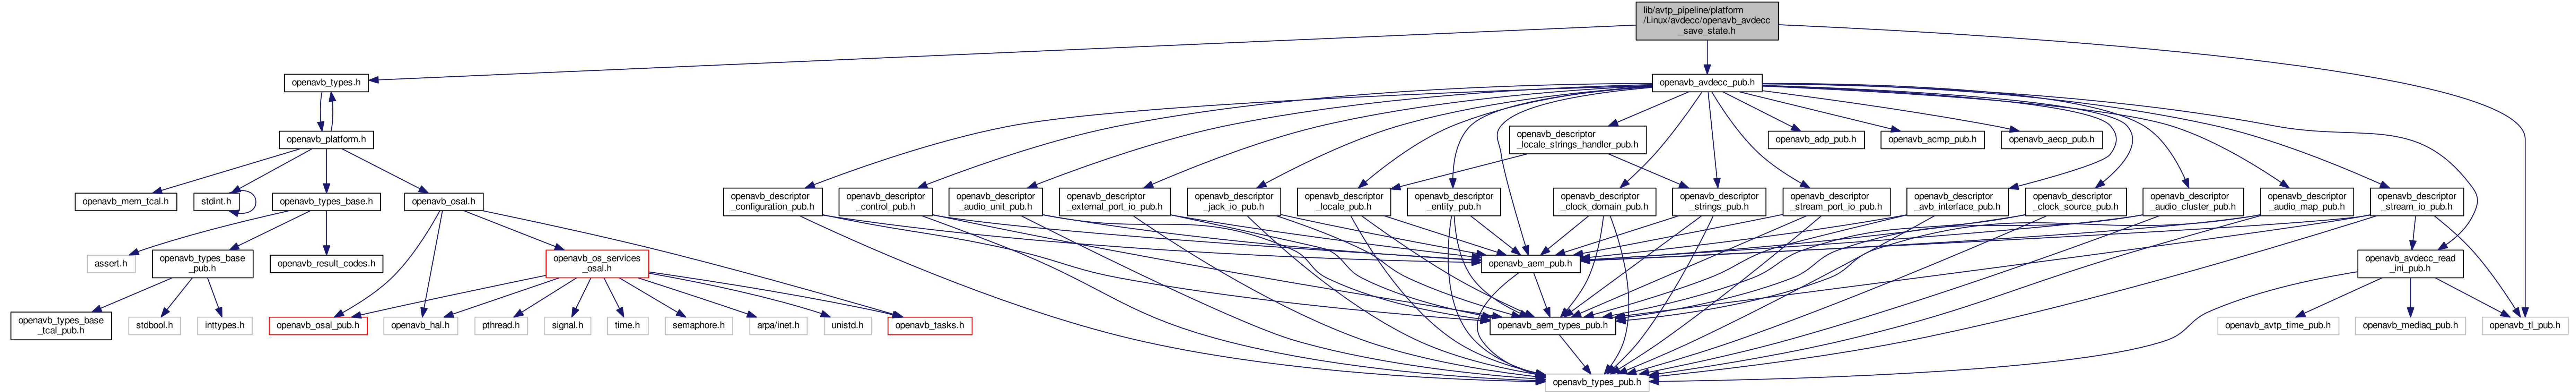 lib/avtp_pipeline/platform
/Linux/avdecc/openavb_avdecc
_save_state.h
openavb_types.h
openavb_avdecc_pub.h
openavb_platform.h
openavb_descriptor
_locale_strings_handler_pub.h
openavb_adp_pub.h
openavb_acmp_pub.h
openavb_aecp_pub.h
openavb_mem_tcal.h
stdint.h
openavb_types_base.h
openavb_osal.h
openavb_descriptor
_configuration_pub.h
openavb_descriptor
_control_pub.h
openavb_descriptor
_audio_unit_pub.h
openavb_descriptor
_external_port_io_pub.h
openavb_descriptor
_jack_io_pub.h
openavb_descriptor
_locale_pub.h
openavb_descriptor
_entity_pub.h
openavb_descriptor
_clock_domain_pub.h
openavb_descriptor
_strings_pub.h
openavb_descriptor
_stream_port_io_pub.h
openavb_descriptor
_avb_interface_pub.h
openavb_descriptor
_clock_source_pub.h
openavb_descriptor
_audio_cluster_pub.h
openavb_descriptor
_audio_map_pub.h
openavb_descriptor
_stream_io_pub.h
assert.h
openavb_types_base
_pub.h
openavb_result_codes.h
openavb_os_services
_osal.h
openavb_aem_pub.h
openavb_avdecc_read
_ini_pub.h
openavb_types_base
_tcal_pub.h
stdbool.h
inttypes.h
openavb_osal_pub.h
openavb_hal.h
pthread.h
signal.h
time.h
semaphore.h
arpa/inet.h
unistd.h
openavb_tasks.h
openavb_aem_types_pub.h
openavb_avtp_time_pub.h
openavb_mediaq_pub.h
openavb_tl_pub.h
openavb_types_pub.h